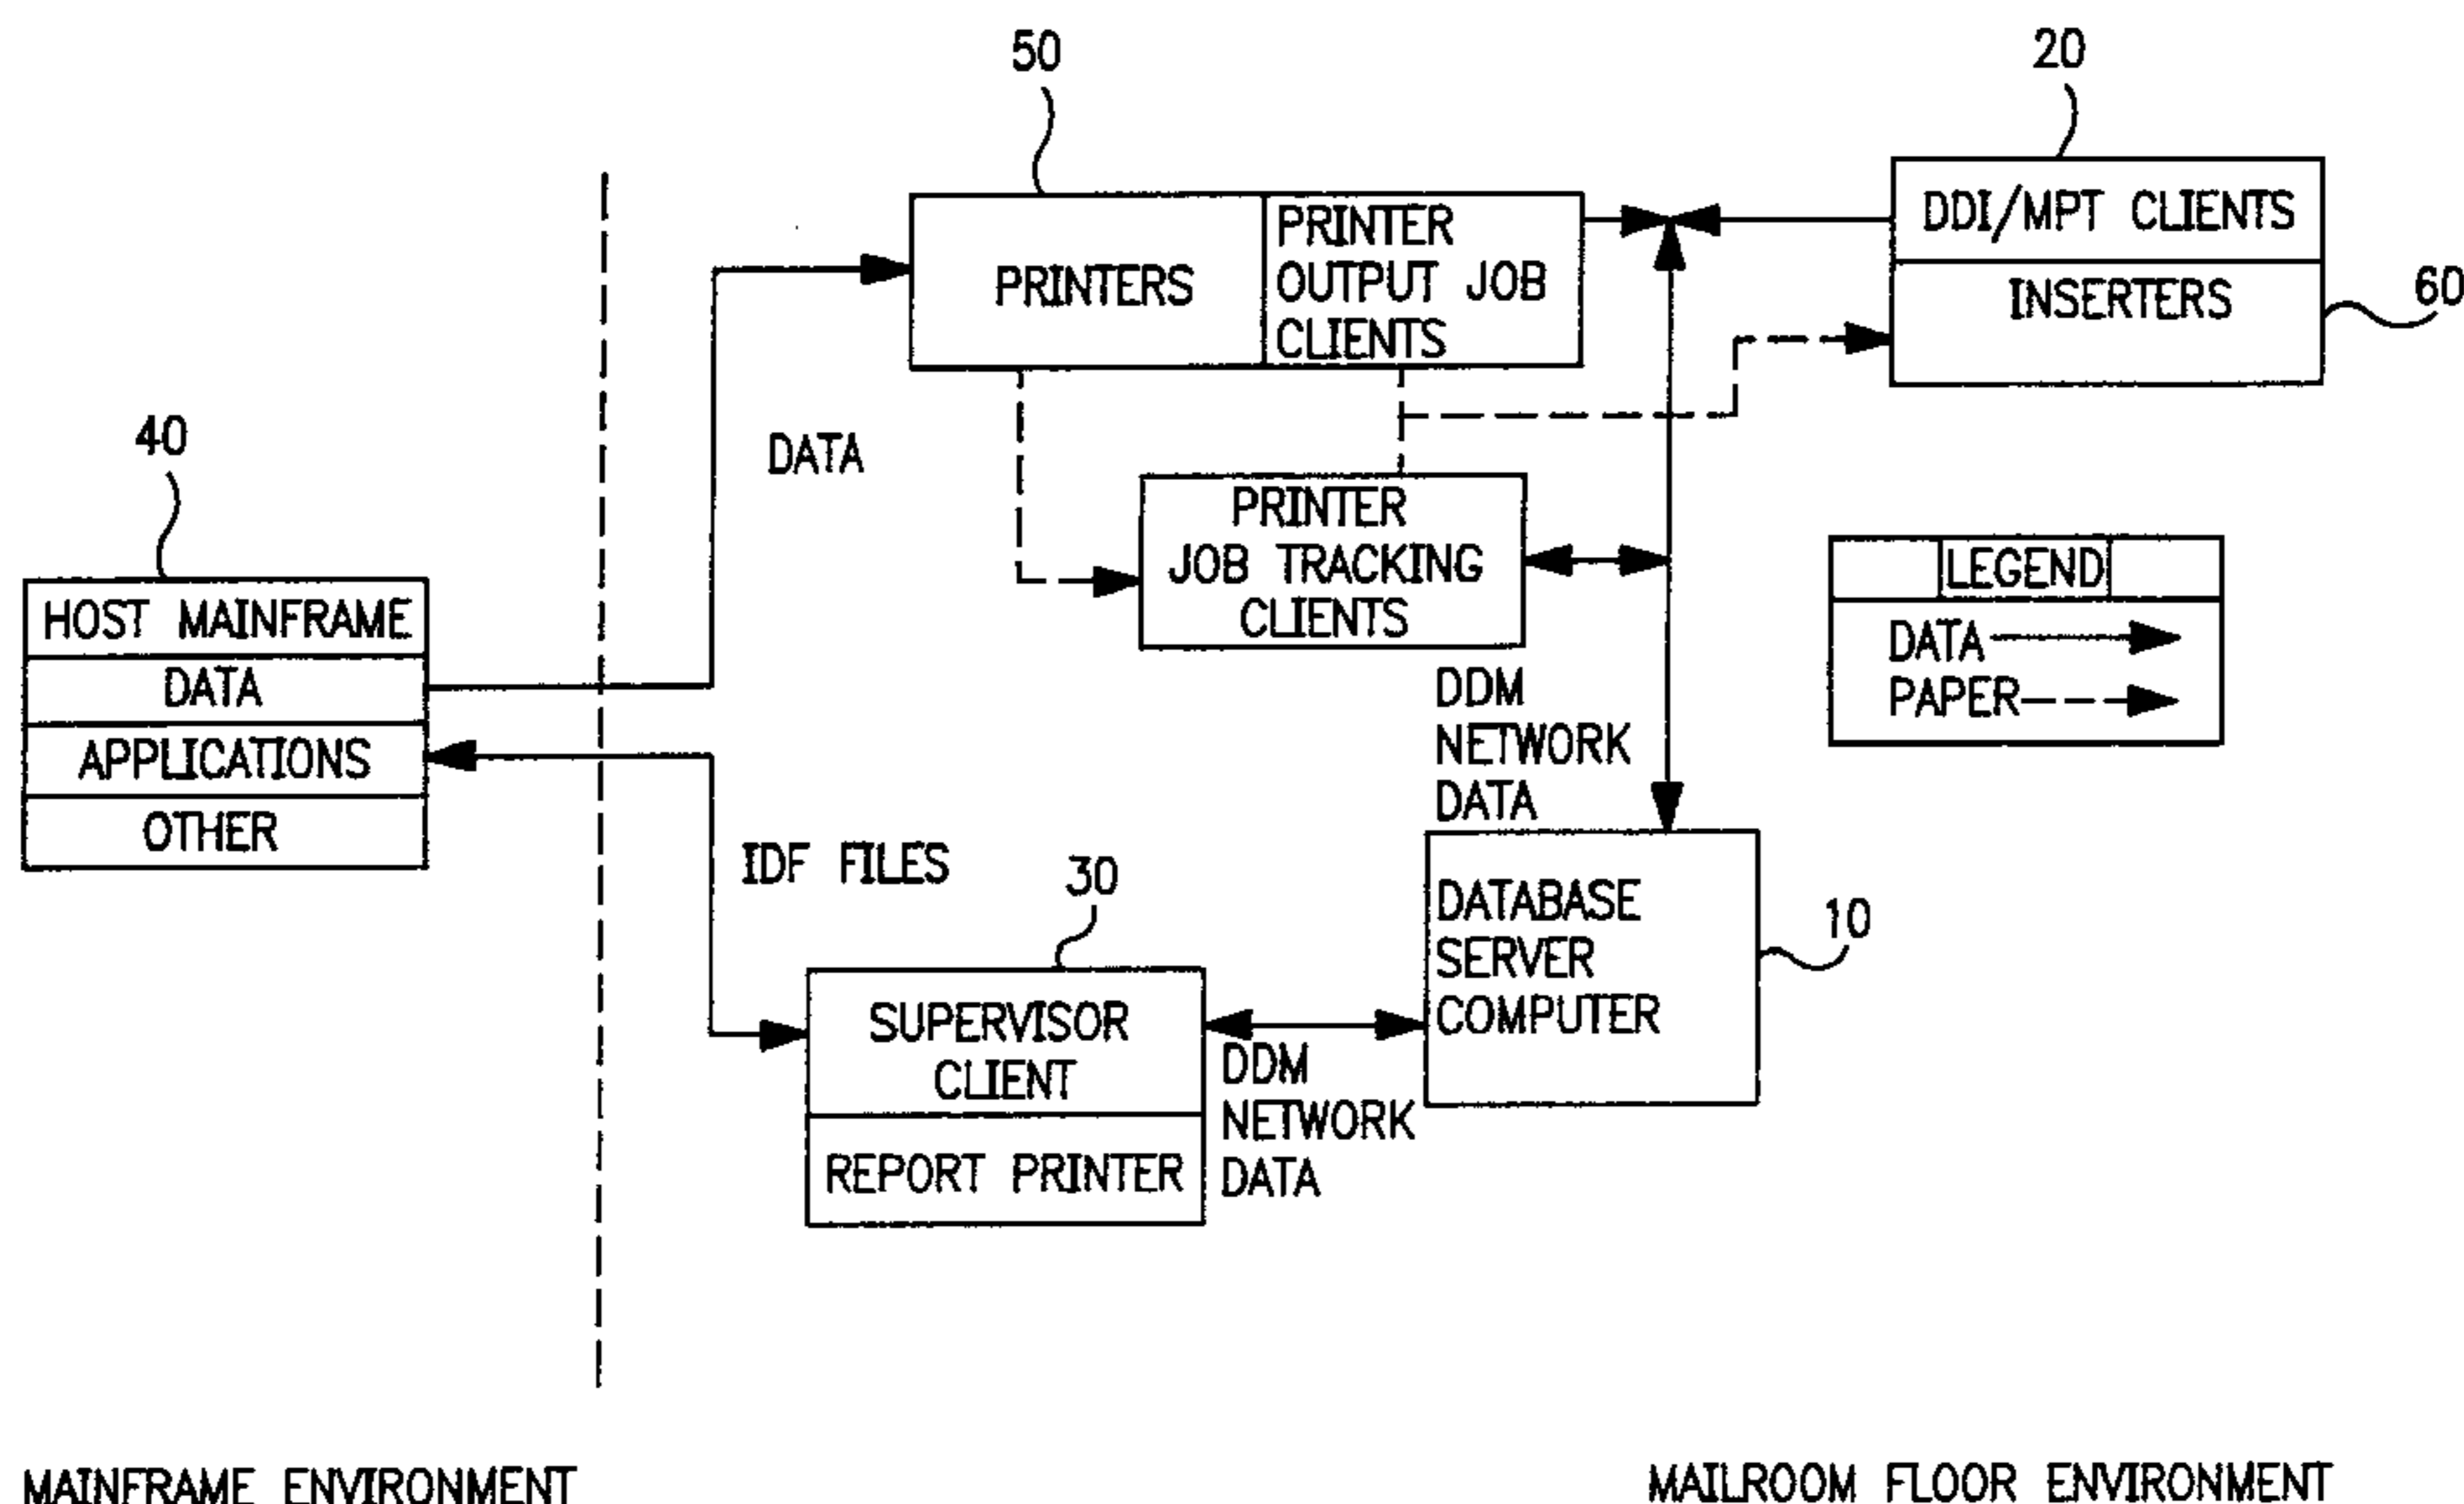 50
20
DDI/MPT CLIENTS
INSERTERS
60
PRINTERS
PRINTER
OUTPUT JOB
CLIENTS
DATA
40
HOST MAINFRAME
DATA
APPLICATIONS
OTHER
PRINTER
JOB TRACKING
CLIENTS
LEGEND
DATA
PAPER
DDM
NETWORK
DATA
IDF FILES
30
SUPERVISOR
CLIENT
REPORT PRINTER
DDM
NETWORK
DATA
DATABASE
SERVER
COMPUTER
10
MAINFRAME ENVIRONMENT
MAILROOM FLOOR ENVIRONMENT